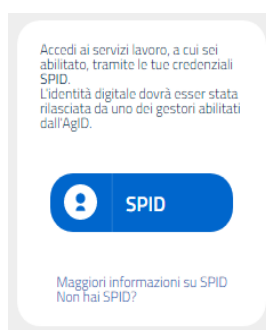 Accedi ai servizi lavoro, a cui sei
abilitato, tramite le tue credenziali
SPID.
L'identità digitale dovrà esser stata
rilasciata da uno dei gestori abilitati
dall'AgID.
SPID
Maggiori informazioni su SPID
Non hai SPID?